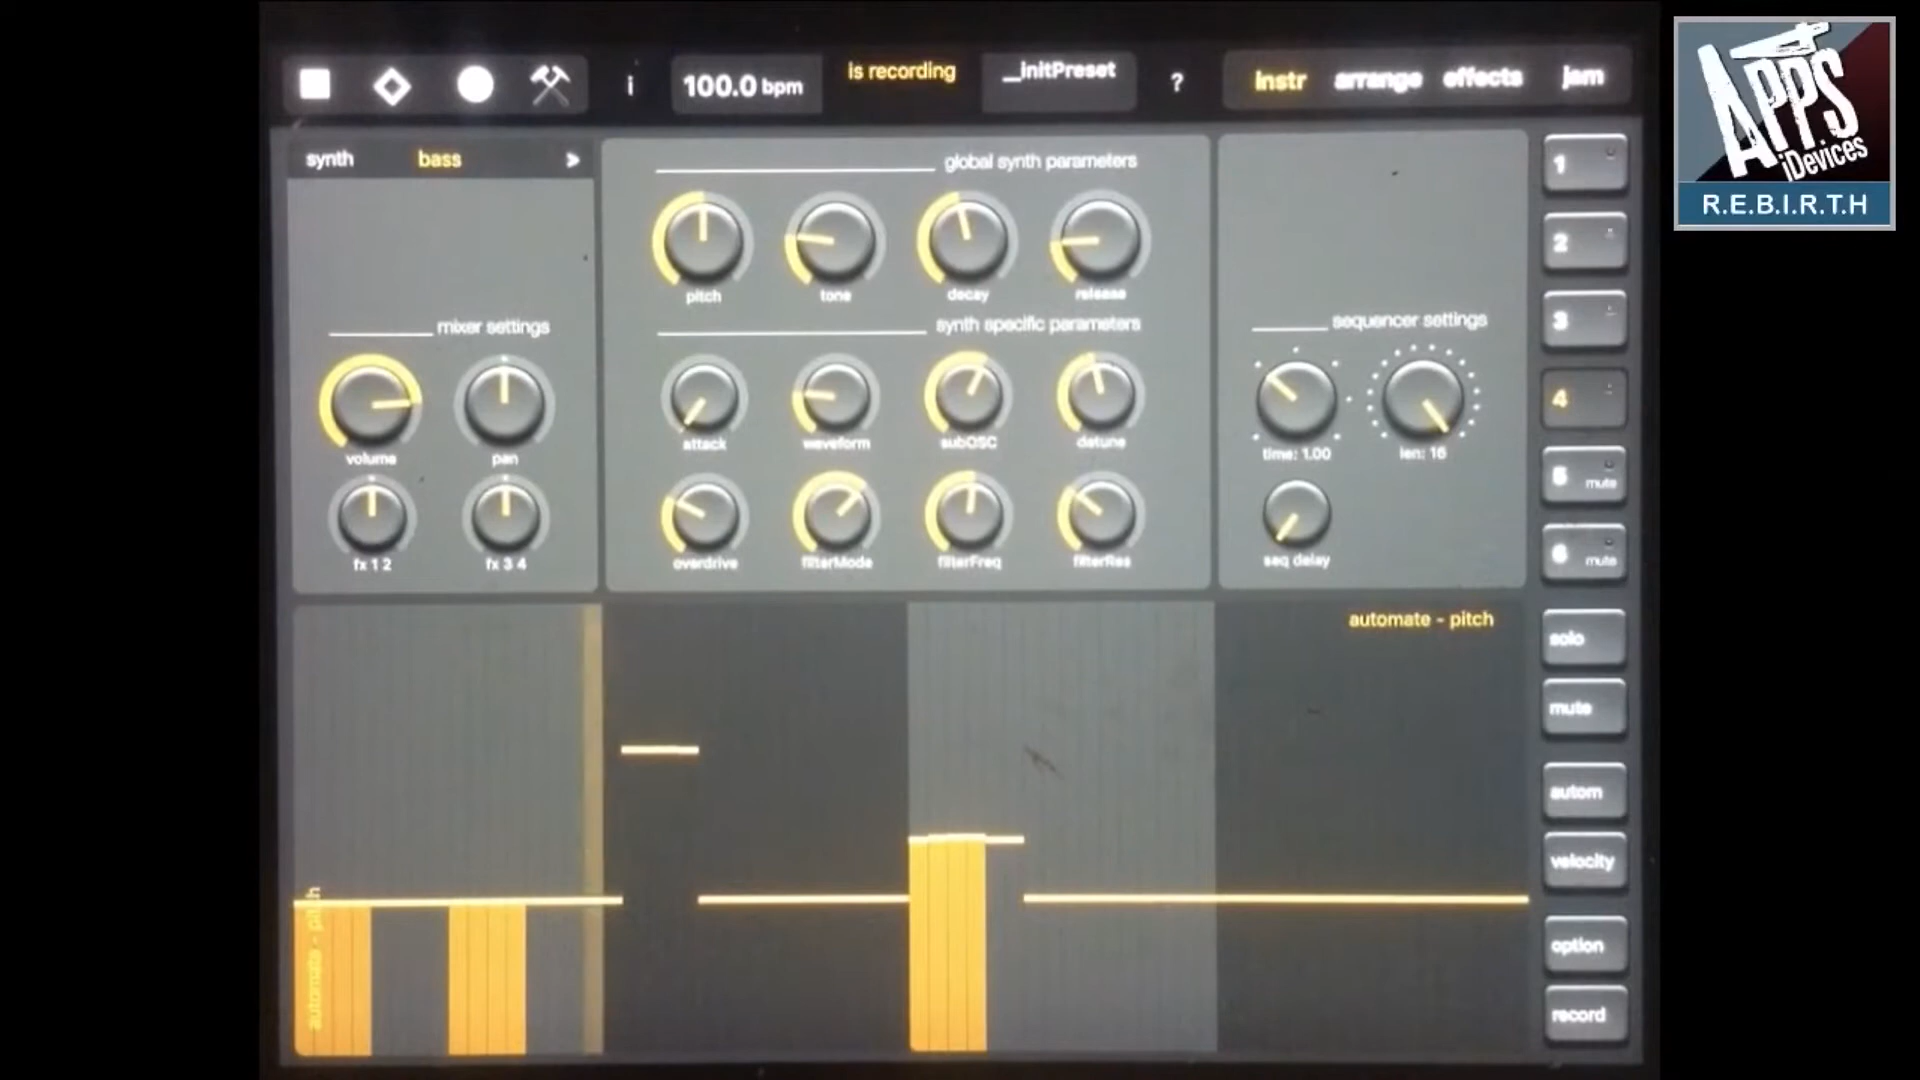 i
100.0 bpm
is recording
__initPreset
?
instr
arrange
effects
jam
synth
bass
>
mixer settings
volume
pan
fx 1 2
fx 3 4
global synth parameters
pitch
tone
decay
release
synth specific parameters
attack
waveform
subOSC
detune
overdrive
filterMode
filterFreq
filterRes
sequencer settings
time: 1.00
len: 16
seq delay
1
2
3
4
5 mute
6 mute
solo
mute
autom
velocity
option
record
automate - pitch
automate - pitch
APPS
iDevices
R.E.B.I.R.T.H